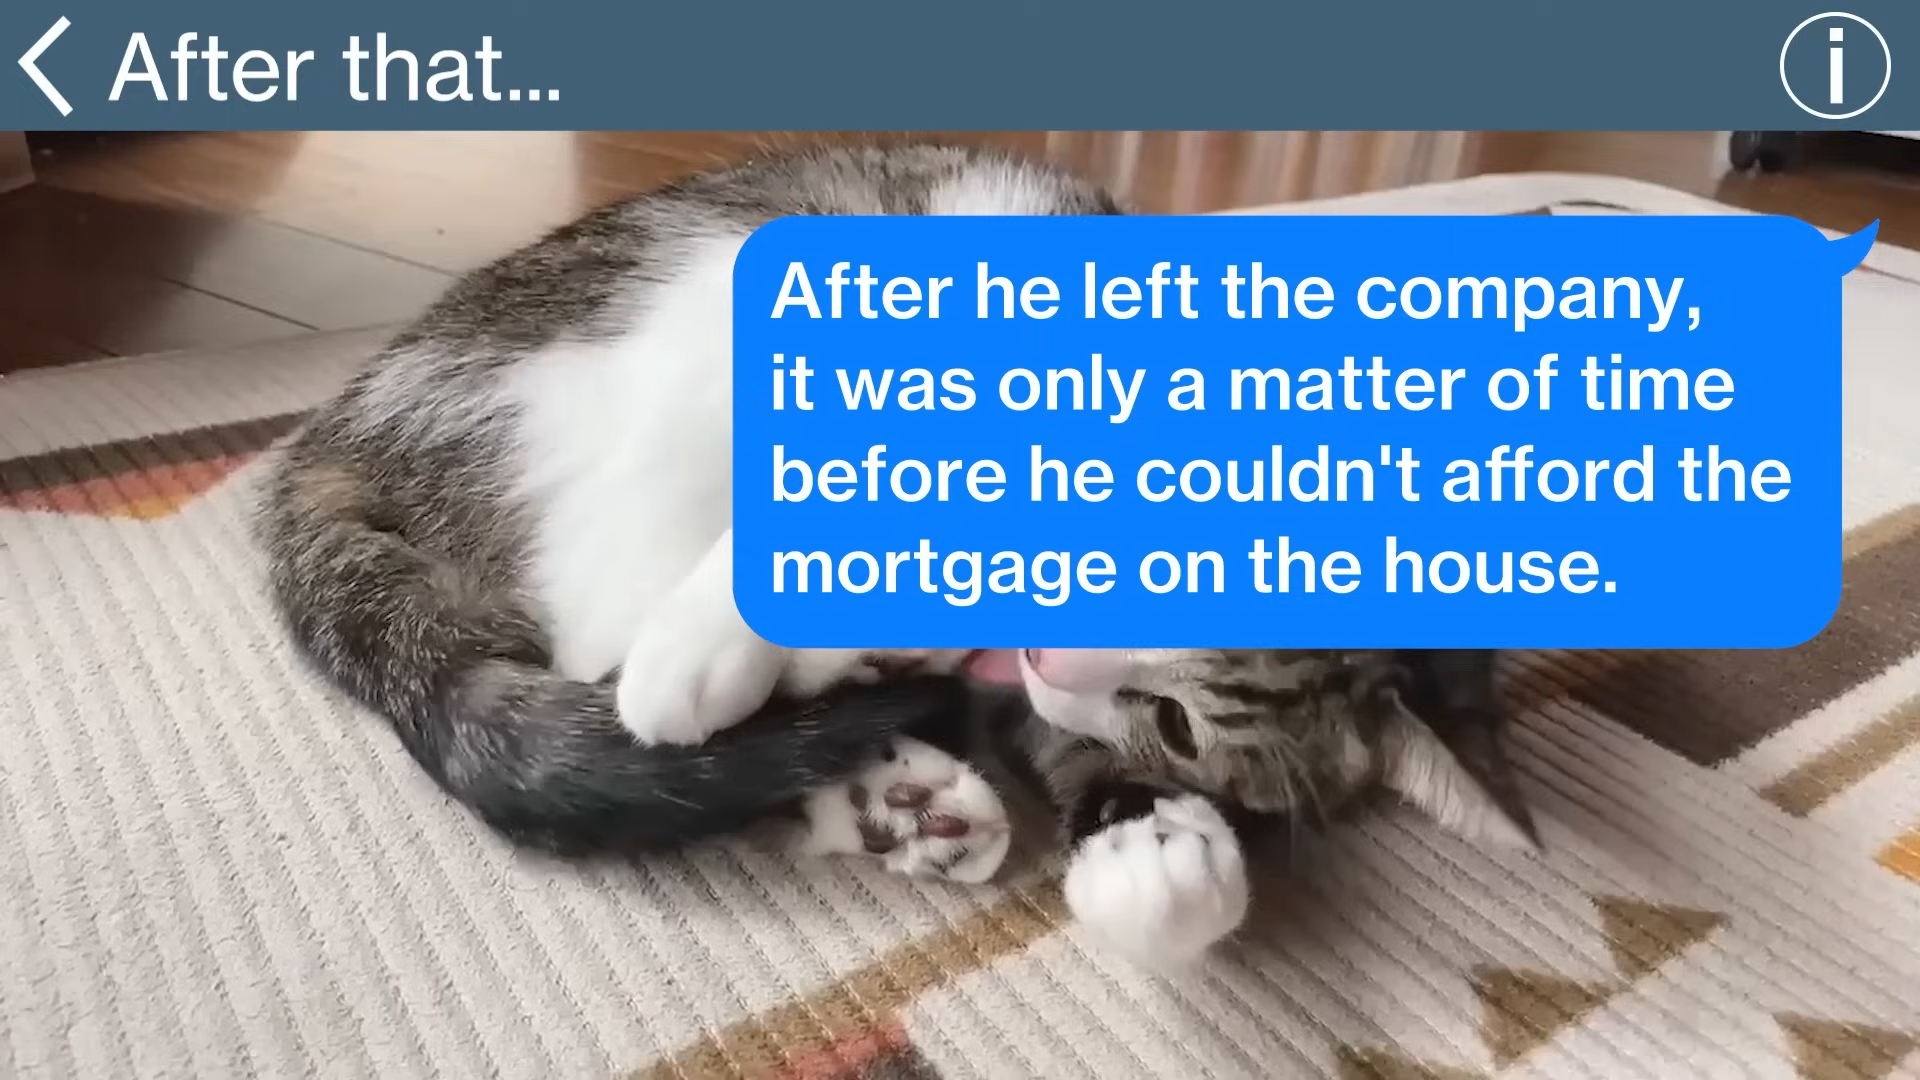 After that...
After he left the company,
it was only a matter of time
before he couldn't afford the
mortgage on the house.